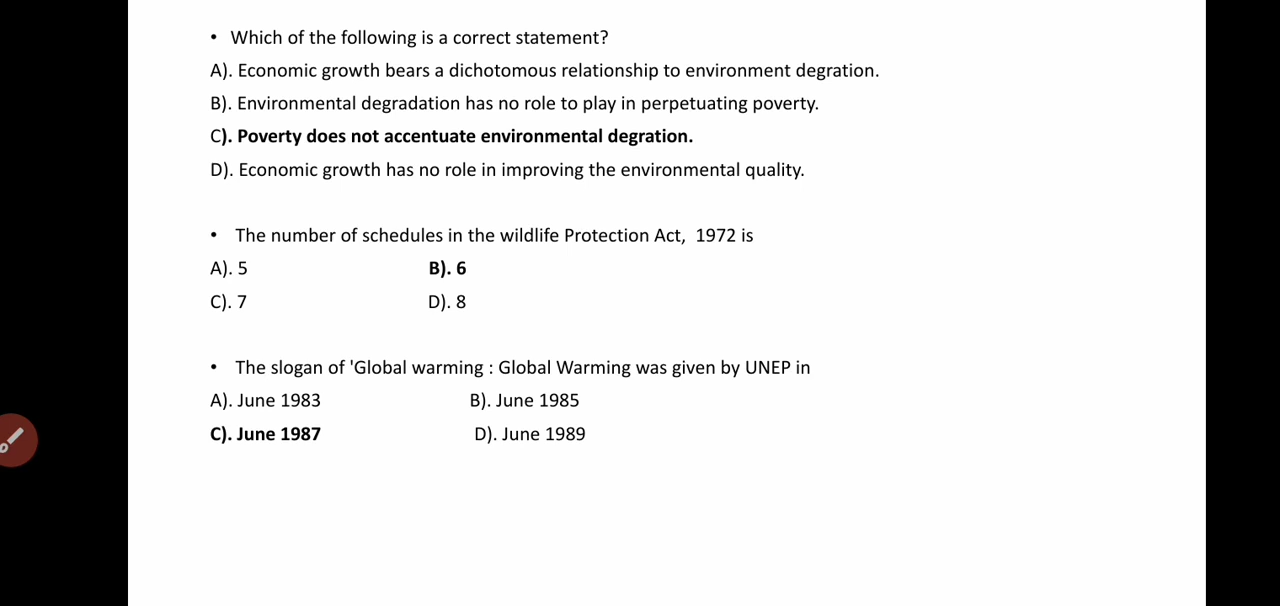 • Which of the following is a correct statement?
A). Economic growth bears a dichotomous relationship to environment degration.
B). Environmental degradation has no role to play in perpetuating poverty.
C). Poverty does not accentuate environmental degration.
D). Economic growth has no role in improving the environmental quality.
• The number of schedules in the wildlife Protection Act, 1972 is
A). 5 B). 6
C). 7 D). 8
• The slogan of 'Global warming : Global Warming was given by UNEP in
A). June 1983 B). June 1985
C). June 1987 D). June 1989